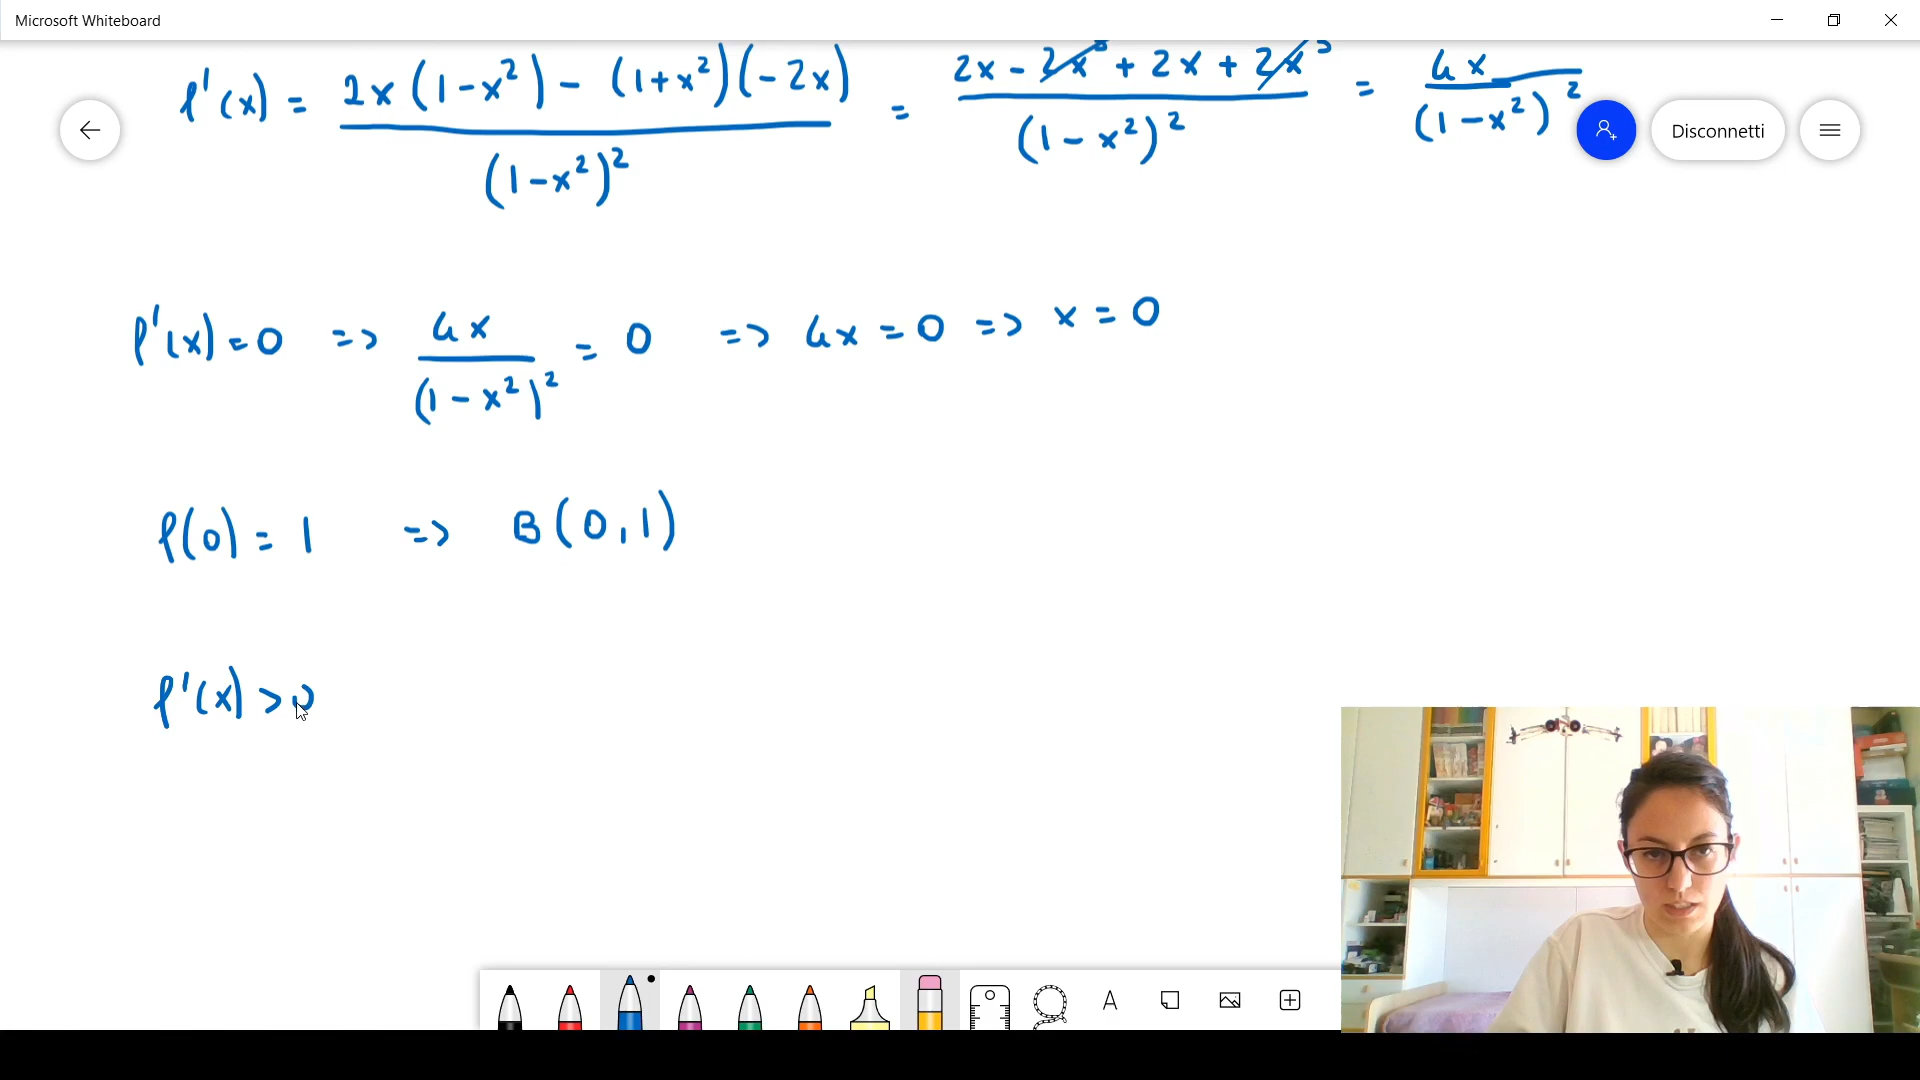 Microsoft Whiteboard
f'(x) = 2x(1-x²) - (1+x²)(-2x) / (1-x²)² = 2x - 2x³ + 2x + 2x³ / (1-x²)² = 4x / (1-x²)²
Disconnetti
f'(x) = 0 => 4x / (1-x²)² = 0 => 4x = 0 => x = 0
f(0) = 1 => B(0,1)
f'(x) > 0